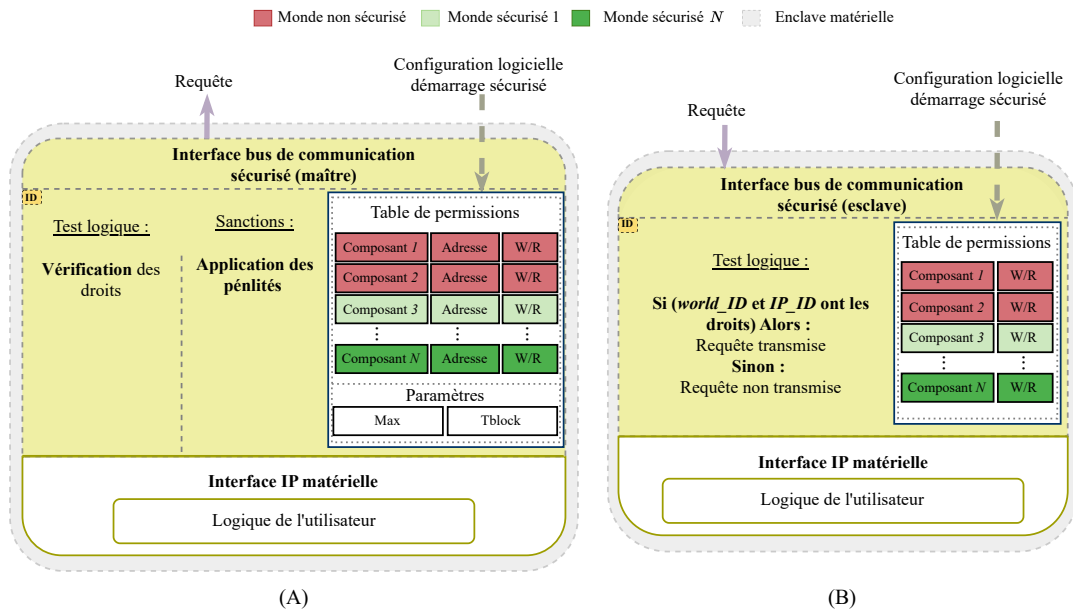 Monde non sécurisé
Monde sécurisé 1
Monde sécurisé N
Enclave matérielle
Requête
Configuration logicielle
démarrage sécurisé
Interface bus de communication
sécurisé (maître)
ID
Test logique :
Vérification des
droits
Sanctions :
Application des
pénlités
Table de permissions
Composant 1 Adresse W/R
Composant 2 Adresse W/R
Composant 3 Adresse W/R
⋮ ⋮ ⋮
Composant N Adresse W/R
Paramètres
Max Tblock
Interface IP matérielle
Logique de l'utilisateur
(A)
Requête
Configuration logicielle
démarrage sécurisé
Interface bus de communication
sécurisé (esclave)
ID
Test logique :
Si (world_ID et IP_ID ont les
droits) Alors :
Requête transmise
Sinon :
Requête non transmise
Table de permissions
Composant 1 W/R
Composant 2 W/R
Composant 3 W/R
⋮ ⋮
Composant N W/R
Interface IP matérielle
Logique de l'utilisateur
(B)